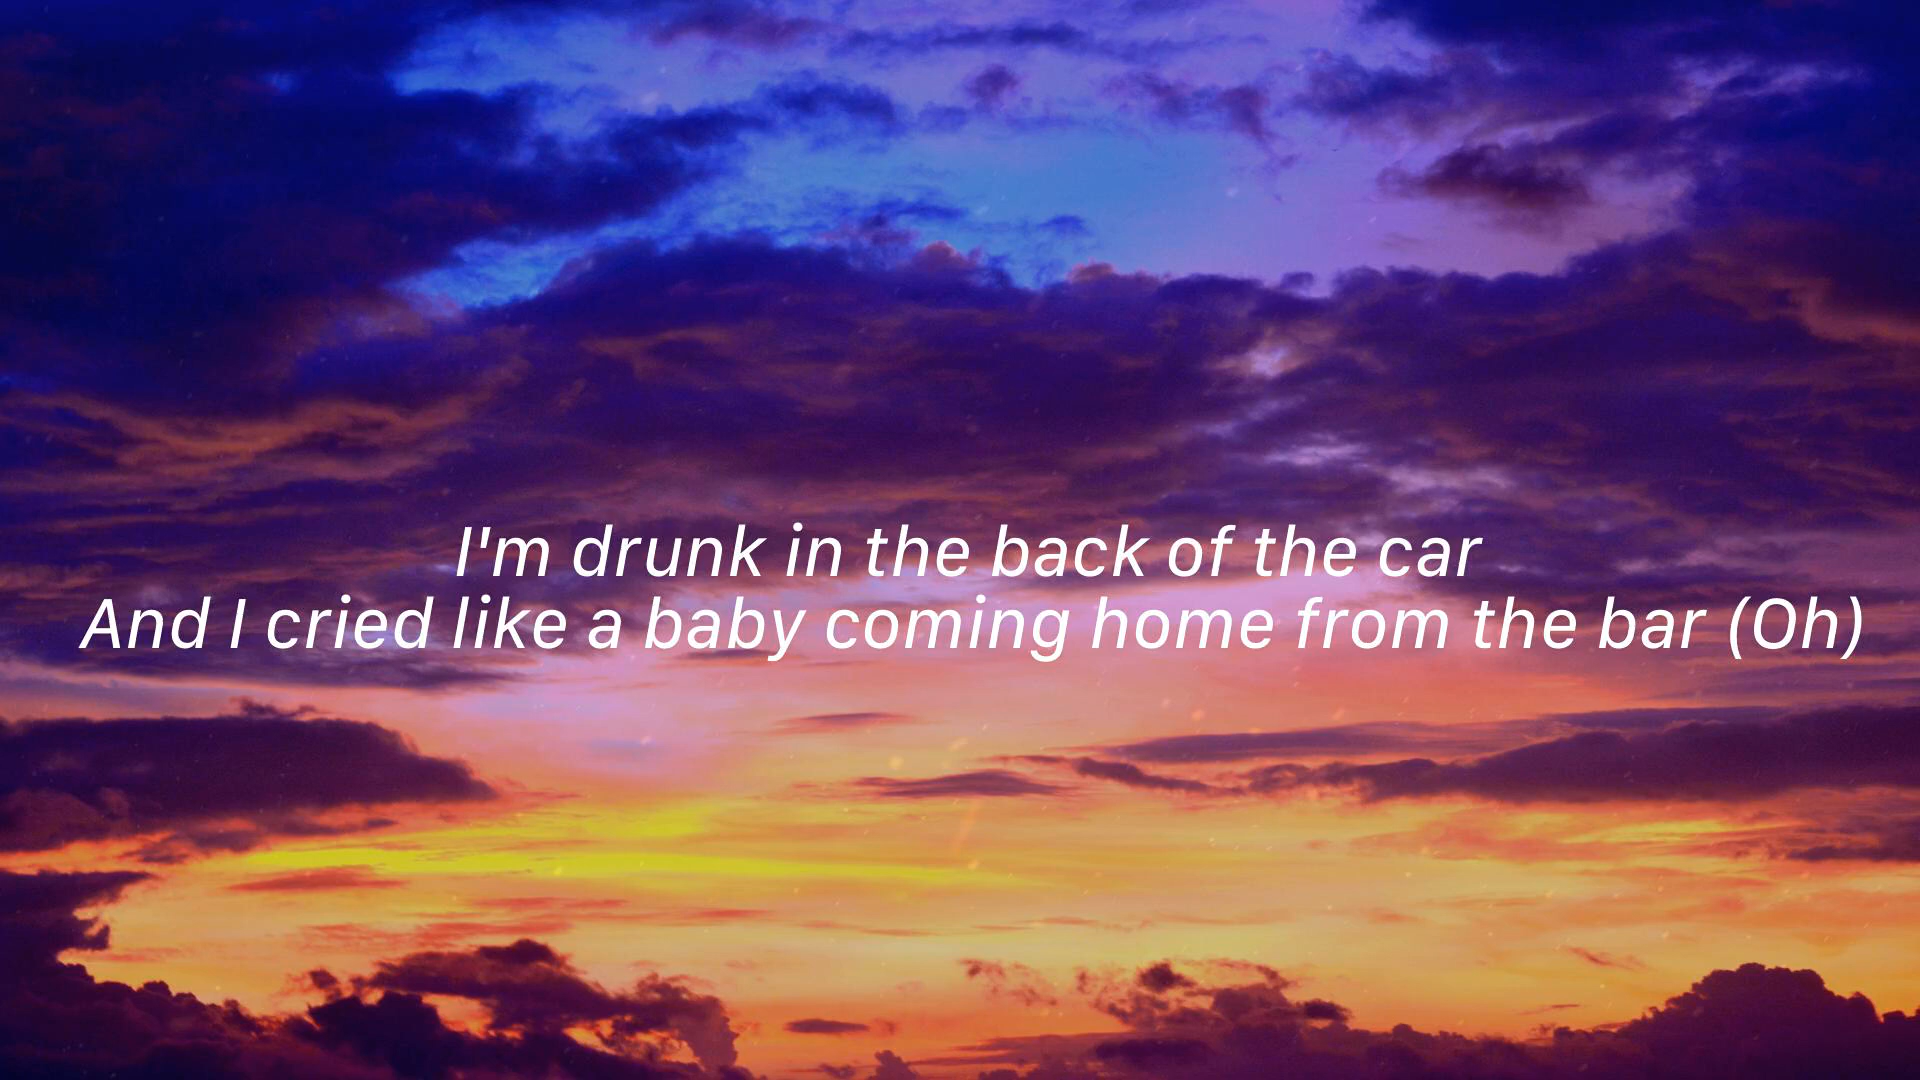 I'm drunk in the back of the car
And I cried like a baby coming home from the bar (Oh)